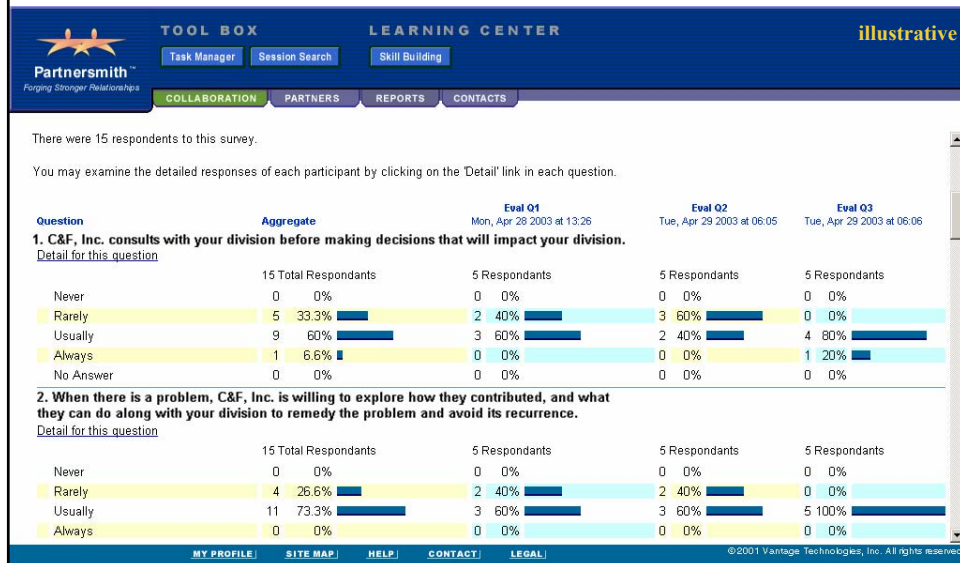 TOOL BOX LEARNING CENTER illustrative
Task Manager Session Search Skill Building
Partnersmith™
Forging Stronger Relationships
COLLABORATION PARTNERS REPORTS CONTACTS
There were 15 respondents to this survey.
You may examine the detailed responses of each participant by clicking on the 'Detail' link in each question.
Eval Q1 Eval Q2 Eval Q3
Question Aggregate Mon, Apr 28 2003 at 13:26 Tue, Apr 29 2003 at 06:05 Tue, Apr 29 2003 at 06:06
1. C&F, Inc. consults with your division before making decisions that will impact your division.
Detail for this question
15 Total Respondants 5 Respondants 5 Respondants 5 Respondants
Never 0 0% 0 0% 0 0% 0 0%
Rarely 5 33.3% 2 40% 3 60% 0 0%
Usually 9 60% 3 60% 2 40% 4 80%
Always 1 6.6% 0 0% 0 0% 1 20%
No Answer 0 0% 0 0% 0 0% 0 0%
2. When there is a problem, C&F, Inc. is willing to explore how they contributed, and what
they can do along with your division to remedy the problem and avoid its recurrence.
Detail for this question
15 Total Respondants 5 Respondants 5 Respondants 5 Respondants
Never 0 0% 0 0% 0 0% 0 0%
Rarely 4 26.6% 2 40% 2 40% 0 0%
Usually 11 73.3% 3 60% 3 60% 5 100%
Always 0 0% 0 0% 0 0% 0 0%
MY PROFILE | SITE MAP | HELP | CONTACT | LEGAL | ©2001 Vantage Technologies, Inc. All rights reserved